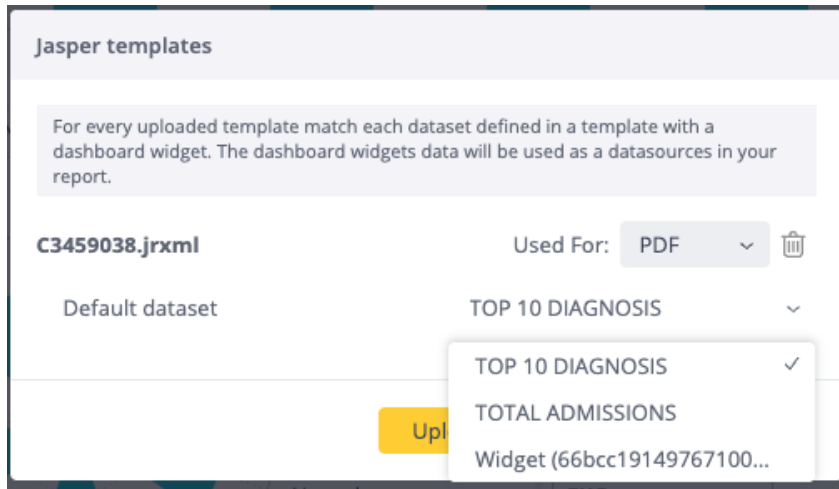 Jasper templates
For every uploaded template match each dataset defined in a template with a
dashboard widget. The dashboard widgets data will be used as a datasources in your
report.
C3459038.jrxml Used For: PDF
Default dataset TOP 10 DIAGNOSIS
TOP 10 DIAGNOSIS
TOTAL ADMISSIONS
Upl
Widget (66bcc19149767100...